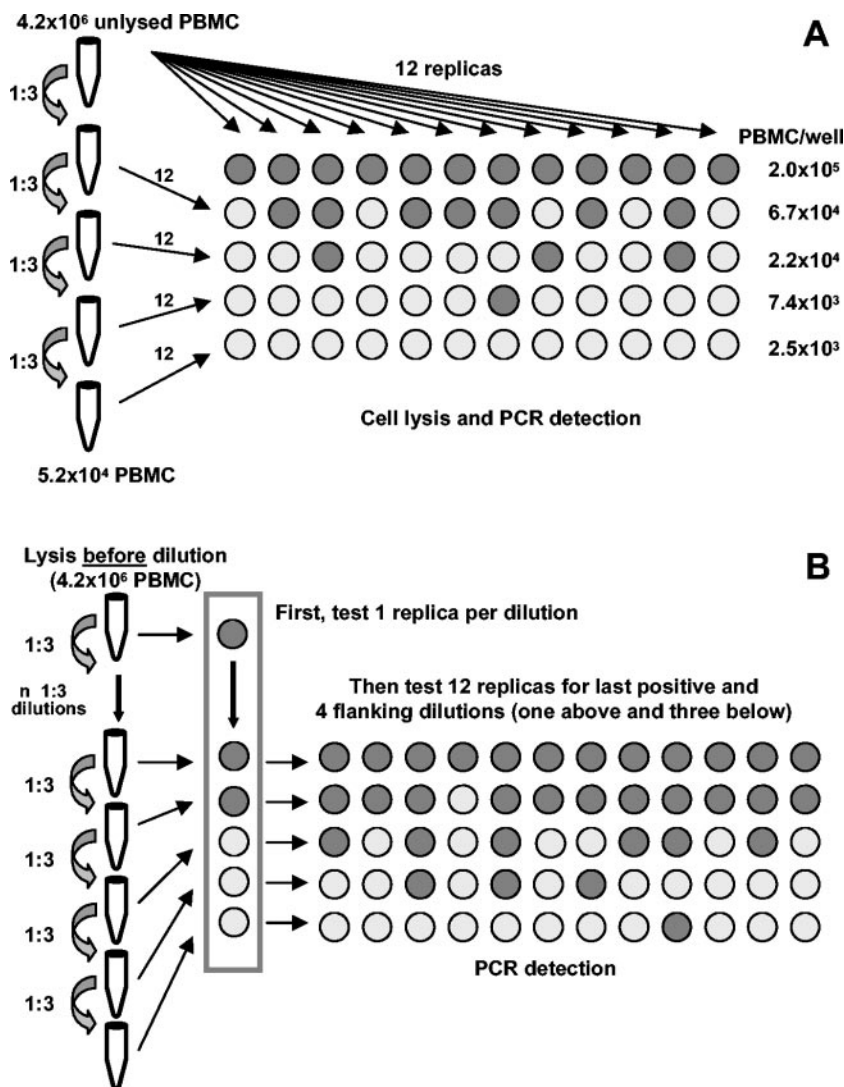 4.2x10⁶ unlysed PBMC
A
12 replicas
1:3
PBMC/well
2.0x10⁵
1:3
12
6.7x10⁴
1:3
12
2.2x10⁴
12
7.4x10³
1:3
12
2.5x10³
Cell lysis and PCR detection
5.2x10⁴ PBMC
Lysis before dilution
(4.2x10⁶ PBMC)
B
First, test 1 replica per dilution
1:3
n 1:3
dilutions
Then test 12 replicas for last positive and
4 flanking dilutions (one above and three below)
1:3
1:3
1:3
1:3
PCR detection